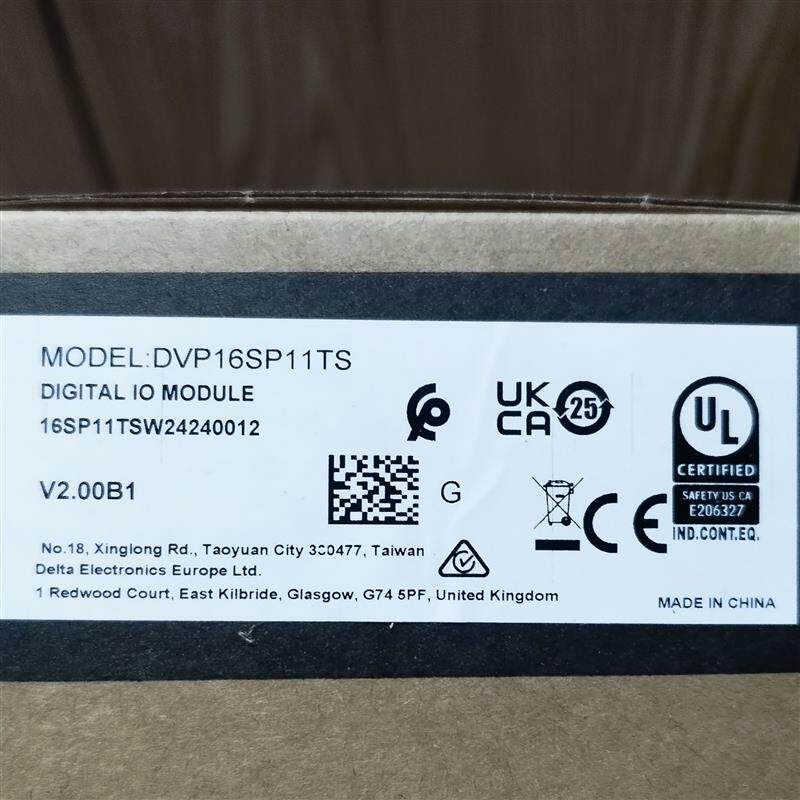 MODEL:DVP16SP11TS
DIGITAL IO MODULE
16SP11TSW24240012
V2.00B1
G
UK
CA
25
UL
CERTIFIED
SAFETY US CA
E206327
IND.CONT.EQ.
CE
No.18, Xinglong Rd., Taoyuan City 330477, Taiwan
Delta Electronics Europe Ltd.
1 Redwood Court, East Kilbride, Glasgow, G74 5PF, United Kingdom
MADE IN CHINA